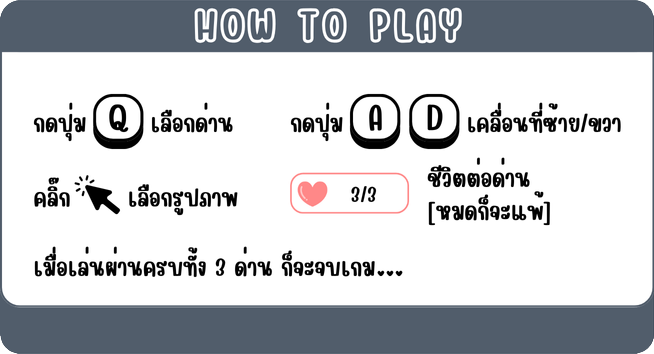 HOW TO PLAY
กดปุ่ม Q เลือกด่าน
กดปุ่ม A D เคลื่อนที่ซ้าย/ขวา
คลิ๊ก เลือกรูปภาพ
3/3
ชีวิตต่อด่าน
[หมดก็จะแพ้]
เมื่อเล่นผ่านครบทั้ง 3 ด่าน ก็จะจบเกม...